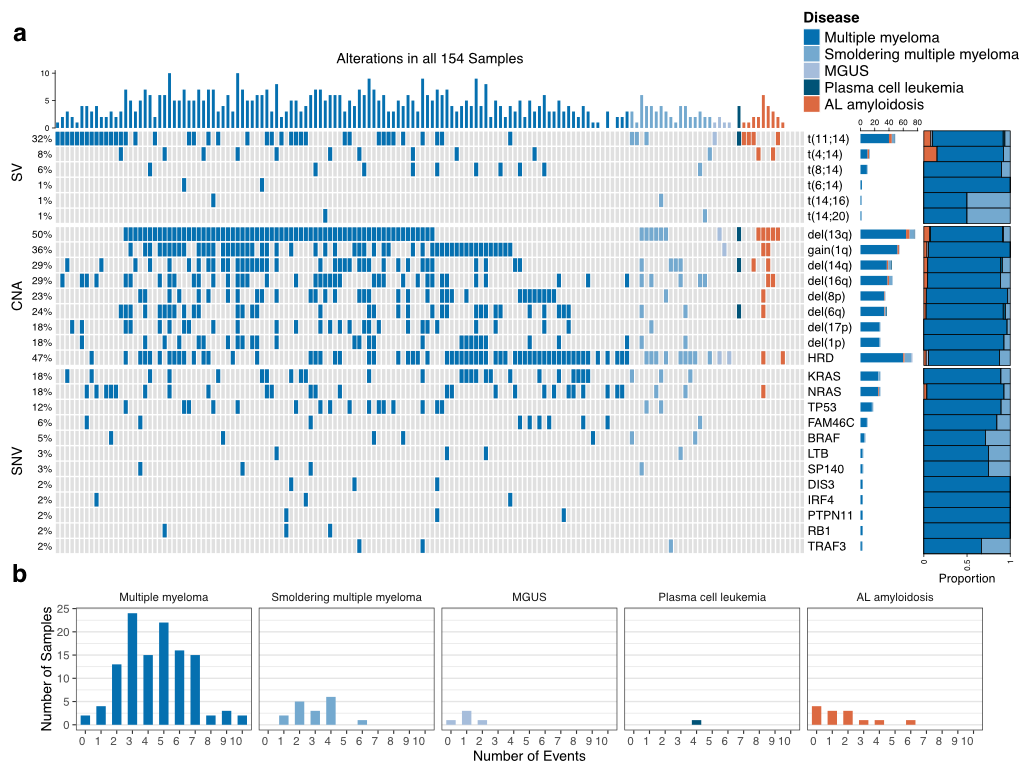 a
Disease
Multiple myeloma
Smoldering multiple myeloma
MGUS
Plasma cell leukemia
AL amyloidosis
Alterations in all 154 Samples
10
5
0
0 20 40 60 80
SV
32% t(11;14)
8% t(4;14)
6% t(8;14)
1% t(6;14)
1% t(14;16)
1% t(14;20)
CNA
50% del(13q)
36% gain(1q)
29% del(14q)
29% del(16q)
23% del(8p)
24% del(6q)
18% del(17p)
18% del(1p)
47% HRD
SNV
18% KRAS
18% NRAS
12% TP53
6% FAM46C
5% BRAF
3% LTB
3% SP140
2% DIS3
2% IRF4
2% PTPN11
2% RB1
2% TRAF3
0 0.5 1
Proportion
b
Multiple myeloma Smoldering multiple myeloma MGUS Plasma cell leukemia AL amyloidosis
Number of Samples
25
20
15
10
5
0
0 1 2 3 4 5 6 7 8 9 10 0 1 2 3 4 5 6 7 8 9 10 0 1 2 3 4 5 6 7 8 9 10 0 1 2 3 4 5 6 7 8 9 10 0 1 2 3 4 5 6 7 8 9 10
Number of Events